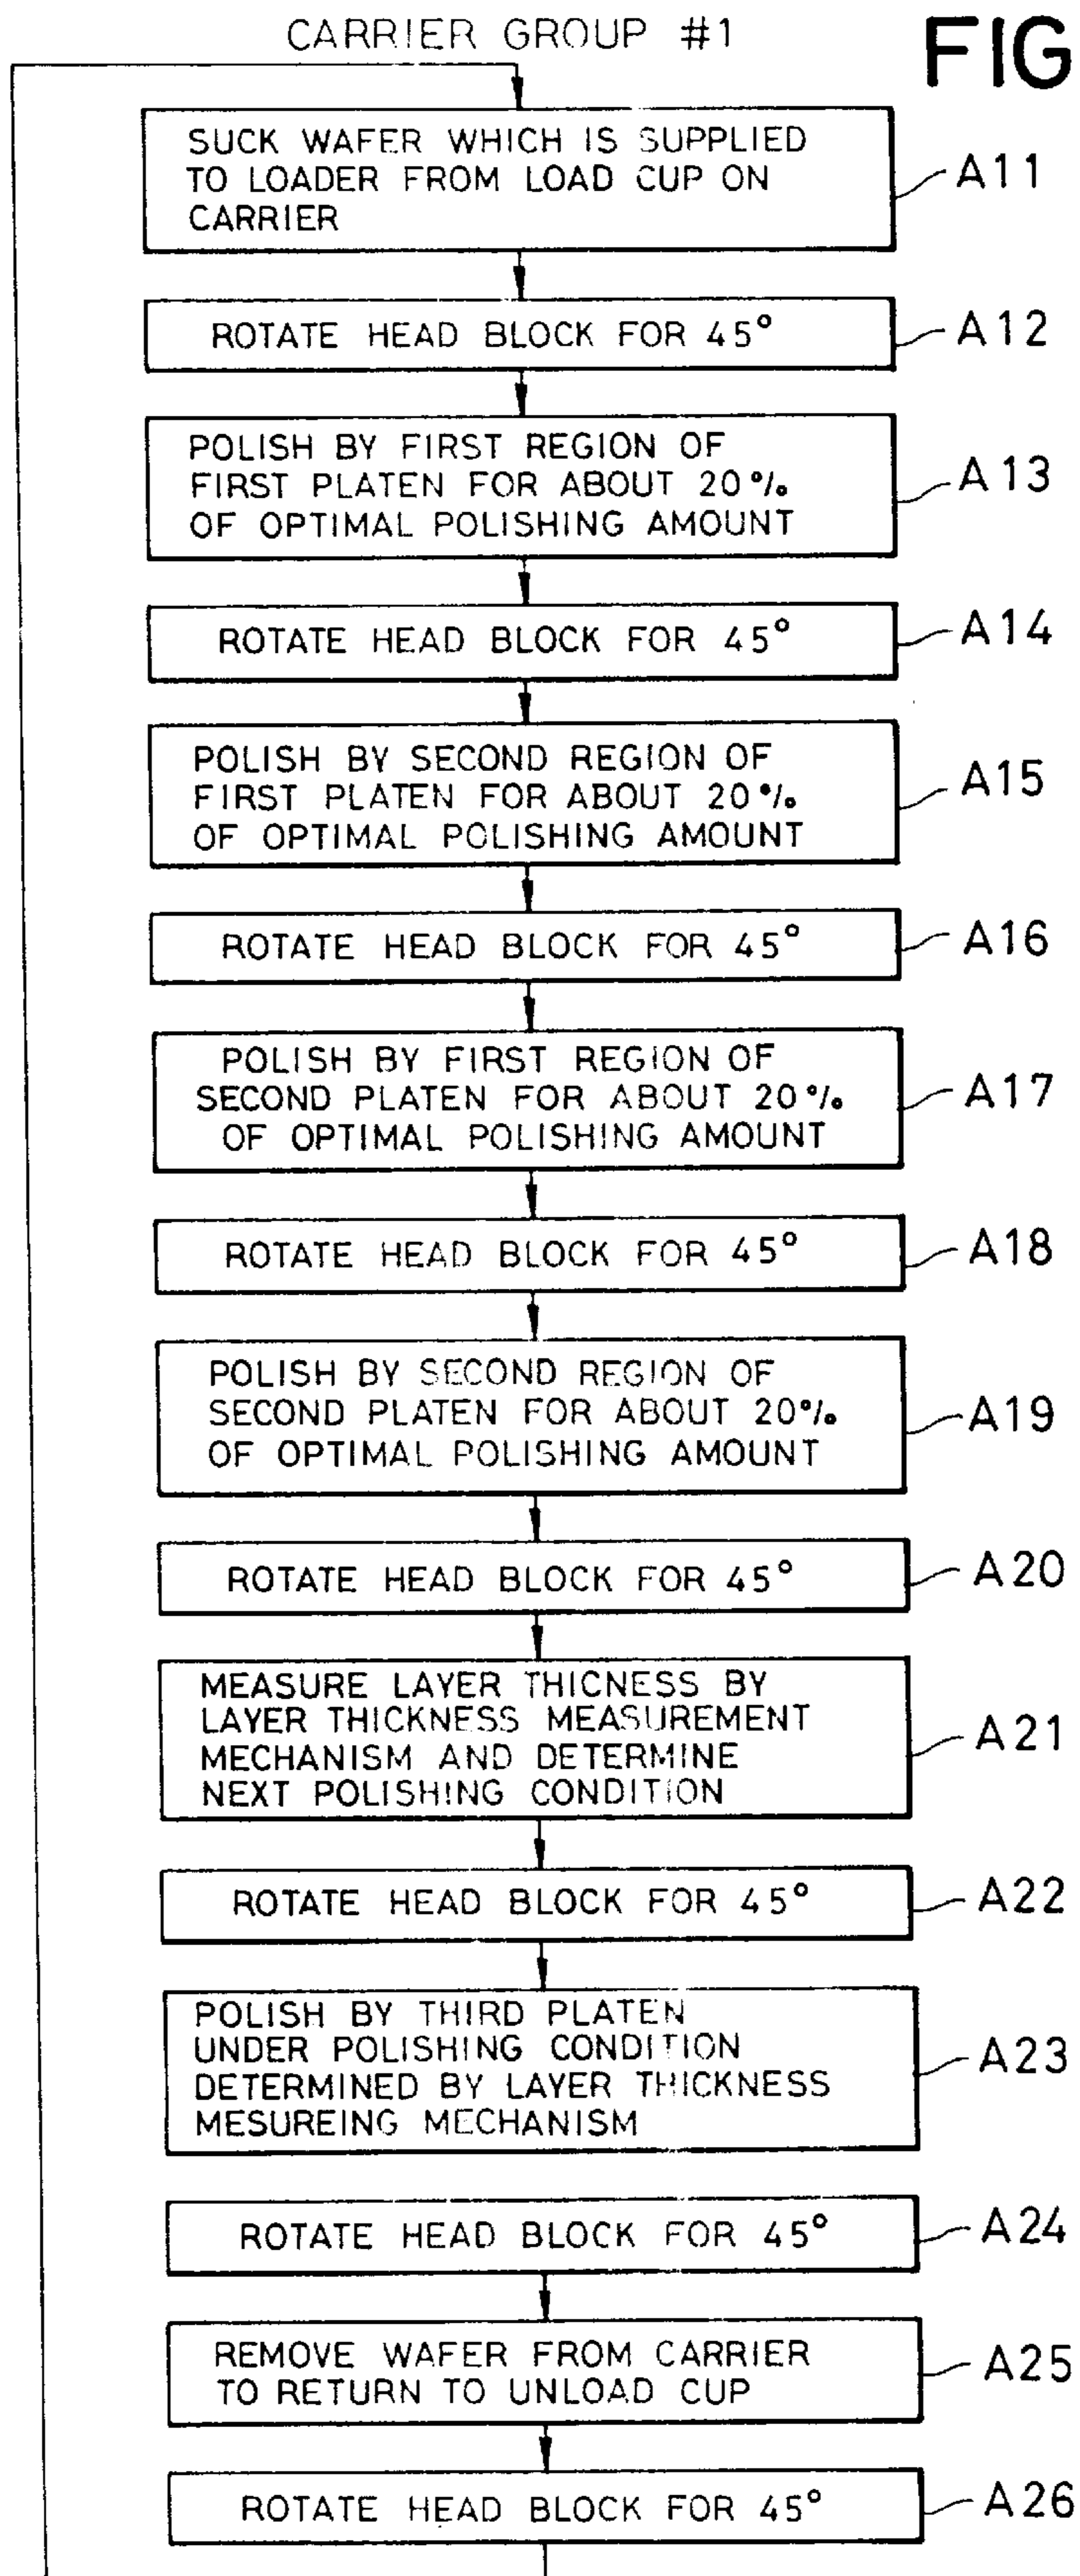 CARRIER GROUP #1
FIG
SUCK WAFER WHICH IS SUPPLIED
TO LOADER FROM LOAD CUP ON
CARRIER
A11
ROTATE HEAD BLOCK FOR 45°
A12
POLISH BY FIRST REGION OF
FIRST PLATEN FOR ABOUT 20%
OF OPTIMAL POLISHING AMOUNT
A13
ROTATE HEAD BLOCK FOR 45°
A14
POLISH BY SECOND REGION OF
FIRST PLATEN FOR ABOUT 20%
OF OPTIMAL POLISHING AMOUNT
A15
ROTATE HEAD BLOCK FOR 45°
A16
POLISH BY FIRST REGION OF
SECOND PLATEN FOR ABOUT 20%
OF OPTIMAL POLISHING AMOUNT
A17
ROTATE HEAD BLOCK FOR 45°
A18
POLISH BY SECOND REGION OF
SECOND PLATEN FOR ABOUT 20%
OF OPTIMAL POLISHING AMOUNT
A19
ROTATE HEAD BLOCK FOR 45°
A20
MEASURE LAYER THICNESS BY
LAYER THICKNESS MEASUREMENT
MECHANISM AND DETERMINE
NEXT POLISHING CONDITION
A21
ROTATE HEAD BLOCK FOR 45°
A22
POLISH BY THIRD PLATEN
UNDER POLISHING CONDITION
DETERMINED BY LAYER THICKNESS
MESUREING MECHANISM
A23
ROTATE HEAD BLOCK FOR 45°
A24
REMOVE WAFER FROM CARRIER
TO RETURN TO UNLOAD CUP
A25
ROTATE HEAD BLOCK FOR 45°
A26